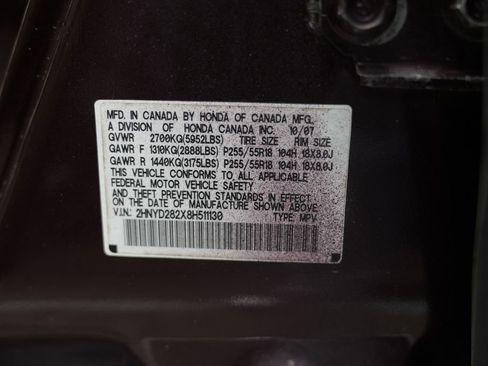 MFD. IN CANADA BY HONDA OF CANADA MFG.
A DIVISION OF HONDA CANADA INC. 10/07
GVWR 2700KG(5952LBS) TIRE SIZE RIM SIZE
GAWR F 1310KG(2888LBS) P255/55R18 104H 18X8.0J
GAWR R 1440KG(3175LBS) P255/55R18 104H 18X8.0J
THIS VEHICLE CONFORMS TO ALL APPLICABLE
FEDERAL MOTOR VEHICLE SAFETY
AND THEFT PREVENTION STANDARDS IN EFFECT
ON THE DATE OF MANUFACTURE SHOWN ABOVE.
V.I.N.: 2HNYD282X8H511130 TYPE: MPV